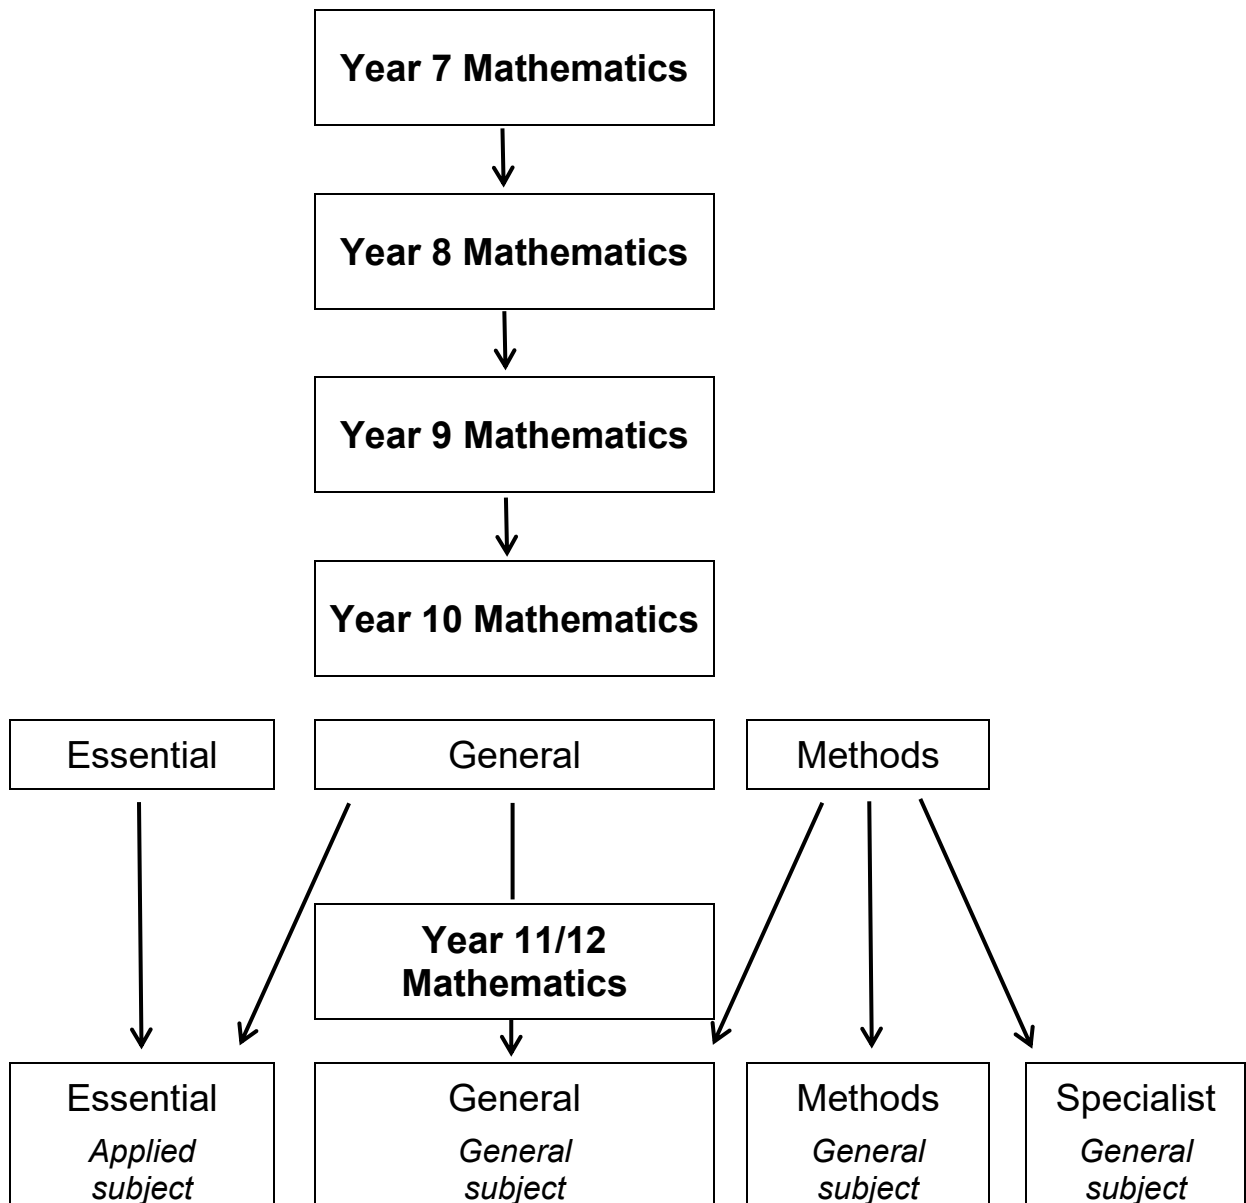 Year 7 Mathematics
Year 8 Mathematics
Year 9 Mathematics
Year 10 Mathematics
Essential
General
Methods
Year 11/12
Mathematics
Essential
Applied
subject
General
General
subject
Methods
General
subject
Specialist
General
subject